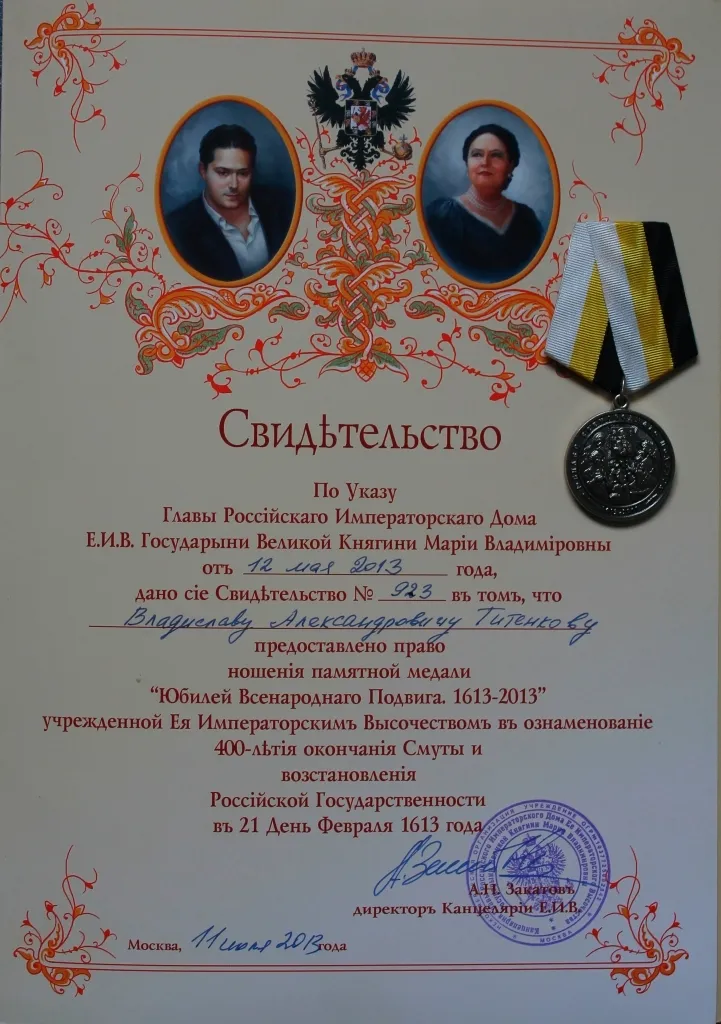 Свидѣтельство
По Указу
Главы Россійскаго Императорскаго Дома
Е.И.В. Государыни Великой Княгини Маріи Владиміровны
отъ 12 мая 2013 года,
дано сіе Свидѣтельство № 923 въ томъ, что
Владиславу Александровичу Титенкову
предоставлено право
ношенія памятной медали
“Юбилей Всенароднаго Подвига. 1613-2013”
учрежденной Ея Императорскимъ Высочествомъ въ ознаменованіе
400-лѣтія окончанія Смуты и
возстановленія
Россійской Государственности
въ 21 День Февраля 1613 года
А.Н. Закатовъ
директоръ Канцеляріи Е.И.В.
Москва, 11 июля 2013 года
МОСКВА